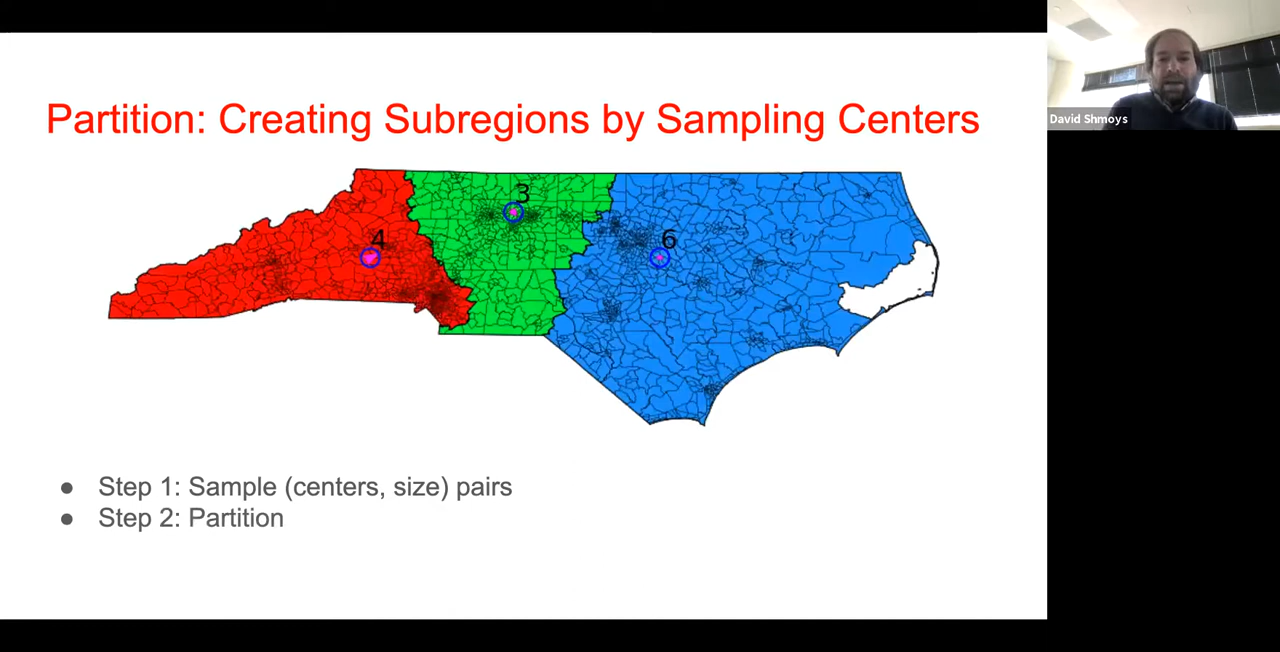 Partition: Creating Subregions by Sampling Centers
David Shmoys
3
4
6
● Step 1: Sample (centers, size) pairs
● Step 2: Partition